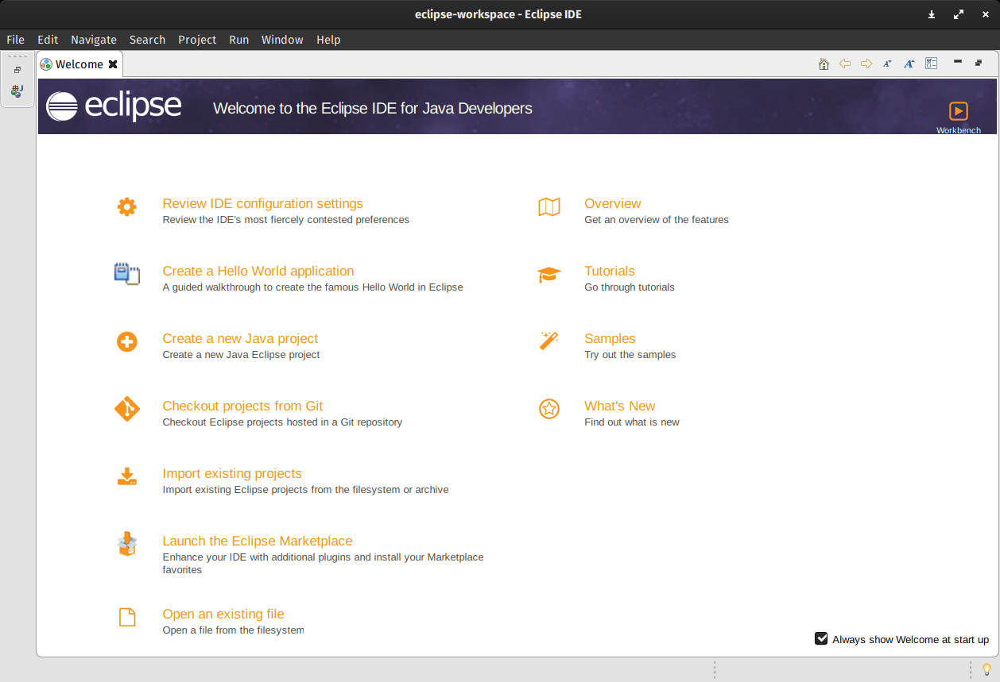 eclipse-workspace - Eclipse IDE
File Edit Navigate Search Project Run Window Help
Welcome
eclipse
Welcome to the Eclipse IDE for Java Developers
Workbench
Review IDE configuration settings
Review the IDE's most fiercely contested preferences
Create a Hello World application
A guided walkthrough to create the famous Hello World in Eclipse
Create a new Java project
Create a new Java Eclipse project
Checkout projects from Git
Checkout Eclipse projects hosted in a Git repository
Import existing projects
Import existing Eclipse projects from the filesystem or archive
Launch the Eclipse Marketplace
Enhance your IDE with additional plugins and install your Marketplace
favorites
Open an existing file
Open a file from the filesystem
Overview
Get an overview of the features
Tutorials
Go through tutorials
Samples
Try out the samples
What's New
Find out what is new
Always show Welcome at start up